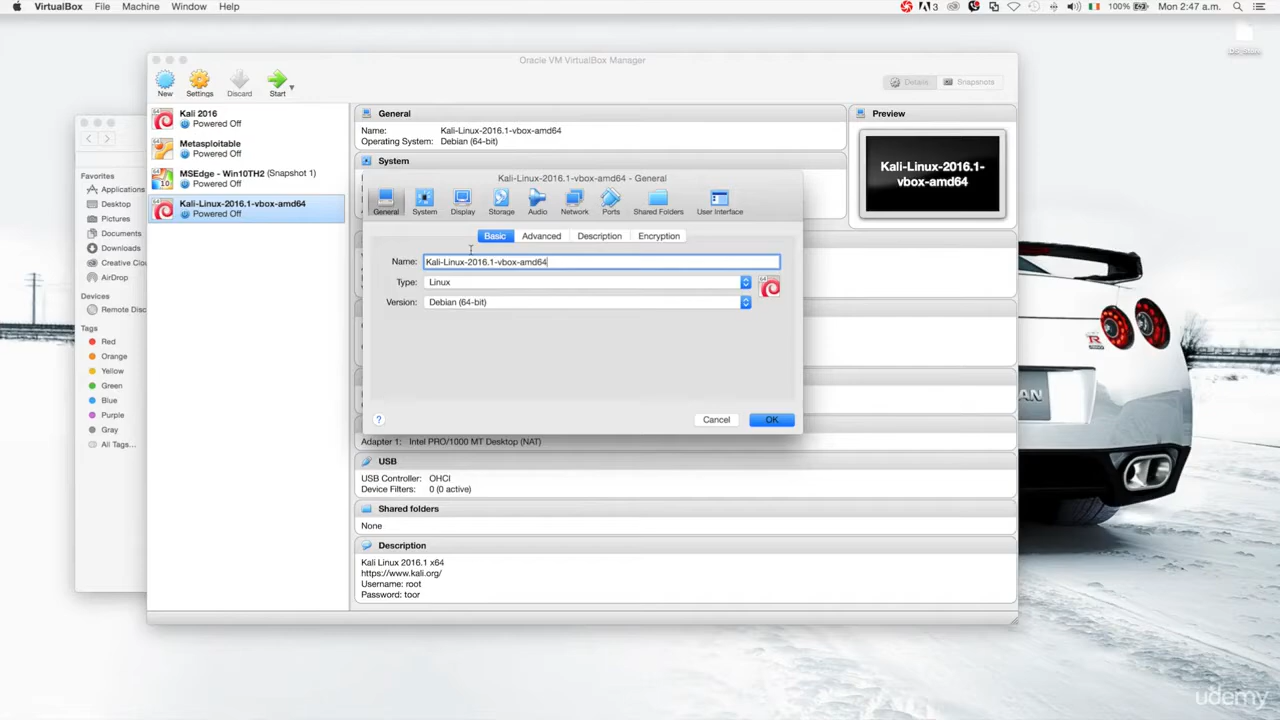 VirtualBox File Machine Window Help
3 100% Mon 2:47 a.m.
Oracle VM VirtualBox Manager
New Settings Discard Start
Details Snapshots
Kali 2016
Powered Off
Metasploitable
Powered Off
MSEdge - Win10TH2 (Snapshot 1)
Powered Off
Kali-Linux-2016.1-vbox-amd64
Powered Off
Favorites
Applications
Desktop
Pictures
Documents
Downloads
Creative Clou
AirDrop
Devices
Remote Disc
Tags
Red
Orange
Yellow
Green
Blue
Purple
Gray
All Tags...
General
Name: Kali-Linux-2016.1-vbox-amd64
Operating System: Debian (64-bit)
System
Preview
Kali-Linux-2016.1-
vbox-amd64
Kali-Linux-2016.1-vbox-amd64 - General
General System Display Storage Audio Network Ports Shared Folders User Interface
Basic Advanced Description Encryption
Name: Kali-Linux-2016.1-vbox-amd64
Type: Linux
Version: Debian (64-bit)
? Cancel OK
Adapter 1: Intel PRO/1000 MT Desktop (NAT)
USB
USB Controller: OHCI
Device Filters: 0 (0 active)
Shared folders
None
Description
Kali Linux 2016.1 x64
https://www.kali.org/
Username: root
Password: toor
udemy